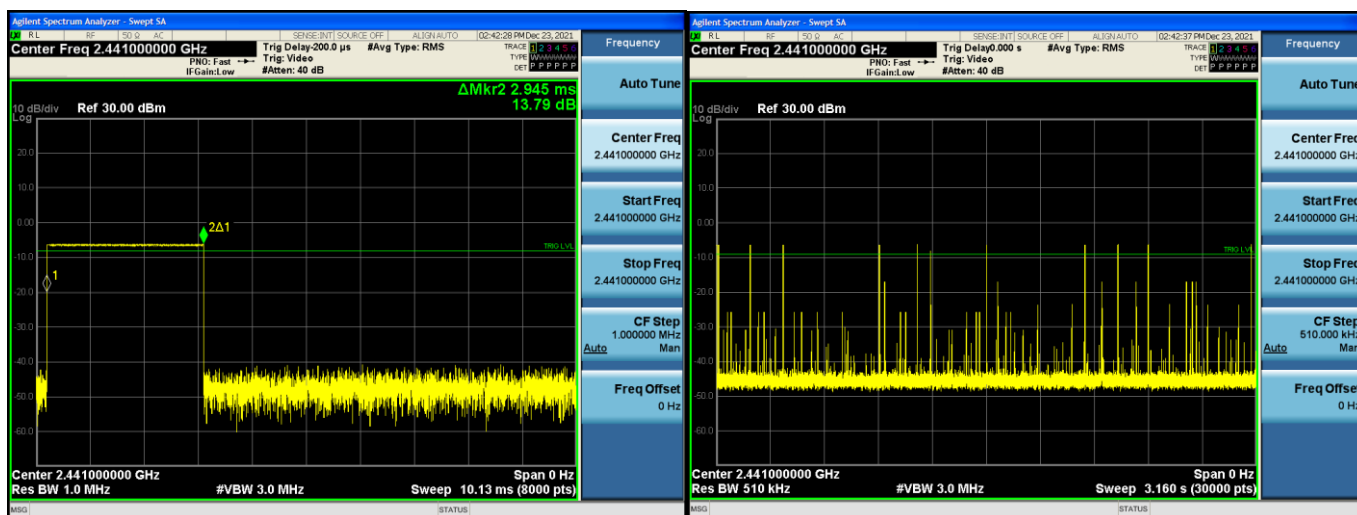 Agilent Spectrum Analyzer - Swept SA
RL RF 50 Ω AC SENSE:INT SOURCE OFF ALIGN AUTO 02:42:28 PM Dec 23, 2021
Center Freq 2.441000000 GHz
PNO: Fast
IFGain:Low
Trig Delay-200.0 µs
Trig: Video
#Atten: 40 dB
#Avg Type: RMS
TRACE 1 2 3 4 5 6
TYPE
DET P P P P P P
ΔMkr2 2.945 ms
13.79 dB
10 dB/div
Log
Ref 30.00 dBm
20.0
10.0
0.00
-10.0
-20.0
-30.0
-40.0
-50.0
-60.0
1
2Δ1
TRIG LVL
Center 2.441000000 GHz
Span 0 Hz
Res BW 1.0 MHz
#VBW 3.0 MHz
Sweep 10.13 ms (8000 pts)
MSG
STATUS
Frequency
Auto Tune
Center Freq
2.441000000 GHz
Start Freq
2.441000000 GHz
Stop Freq
2.441000000 GHz
CF Step
1.000000 MHz
Auto Man
Freq Offset
0 Hz
Agilent Spectrum Analyzer - Swept SA
RL RF 50 Ω AC SENSE:INT SOURCE OFF ALIGN AUTO 02:42:37 PM Dec 23, 2021
Center Freq 2.441000000 GHz
PNO: Fast
IFGain:Low
Trig Delay0.000 s
Trig: Video
#Atten: 40 dB
#Avg Type: RMS
TRACE 1 2 3 4 5 6
TYPE
DET P P P P P P
10 dB/div
Log
Ref 30.00 dBm
20.0
10.0
0.00
-10.0
-20.0
-30.0
-40.0
-50.0
-60.0
TRIG LVL
Center 2.441000000 GHz
Span 0 Hz
Res BW 510 kHz
#VBW 3.0 MHz
Sweep 3.160 s (30000 pts)
MSG
STATUS
Frequency
Auto Tune
Center Freq
2.441000000 GHz
Start Freq
2.441000000 GHz
Stop Freq
2.441000000 GHz
CF Step
510.000 kHz
Auto Man
Freq Offset
0 Hz